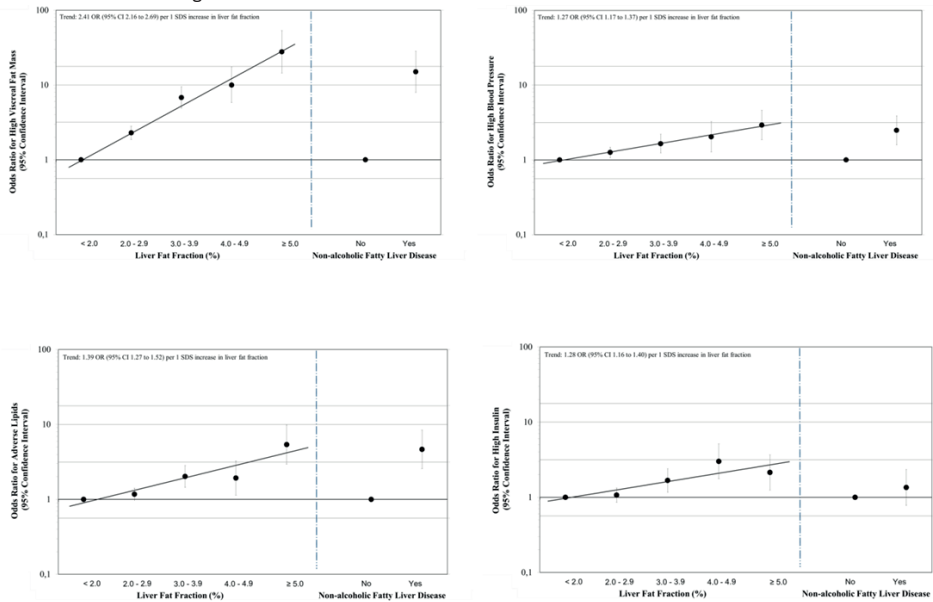 Trend: 2.41 OR (95% CI 2.16 to 2.69) per 1 SDS increase in liver fat fraction
100
10
1
0,1
Odds Ratio for High Visceral Fat Mass
(95% Confidence Interval)
< 2.0 2.0 - 2.9 3.0 - 3.9 4.0 - 4.9 ≥ 5.0 No Yes
Liver Fat Fraction (%) Non-alcoholic Fatty Liver Disease
Trend: 1.27 OR (95% CI 1.17 to 1.37) per 1 SDS increase in liver fat fraction
100
10
1
0,1
Odds Ratio for High Blood Pressure
(95% Confidence Interval)
< 2.0 2.0 - 2.9 3.0 - 3.9 4.0 - 4.9 ≥ 5.0 No Yes
Liver Fat Fraction (%) Non-alcoholic Fatty Liver Disease
Trend: 1.39 OR (95% CI 1.27 to 1.52) per 1 SDS increase in liver fat fraction
100
10
1
0,1
Odds Ratio for Adverse Lipids
(95% Confidence Interval)
< 2.0 2.0 - 2.9 3.0 - 3.9 4.0 - 4.9 ≥ 5.0 No Yes
Liver Fat Fraction (%) Non-alcoholic Fatty Liver Disease
Trend: 1.28 OR (95% CI 1.16 to 1.40) per 1 SDS increase in liver fat fraction
100
10
1
0,1
Odds Ratio for High Insulin
(95% Confidence Interval)
< 2.0 2.0 - 2.9 3.0 - 3.9 4.0 - 4.9 ≥ 5.0 No Yes
Liver Fat Fraction (%) Non-alcoholic Fatty Liver Disease